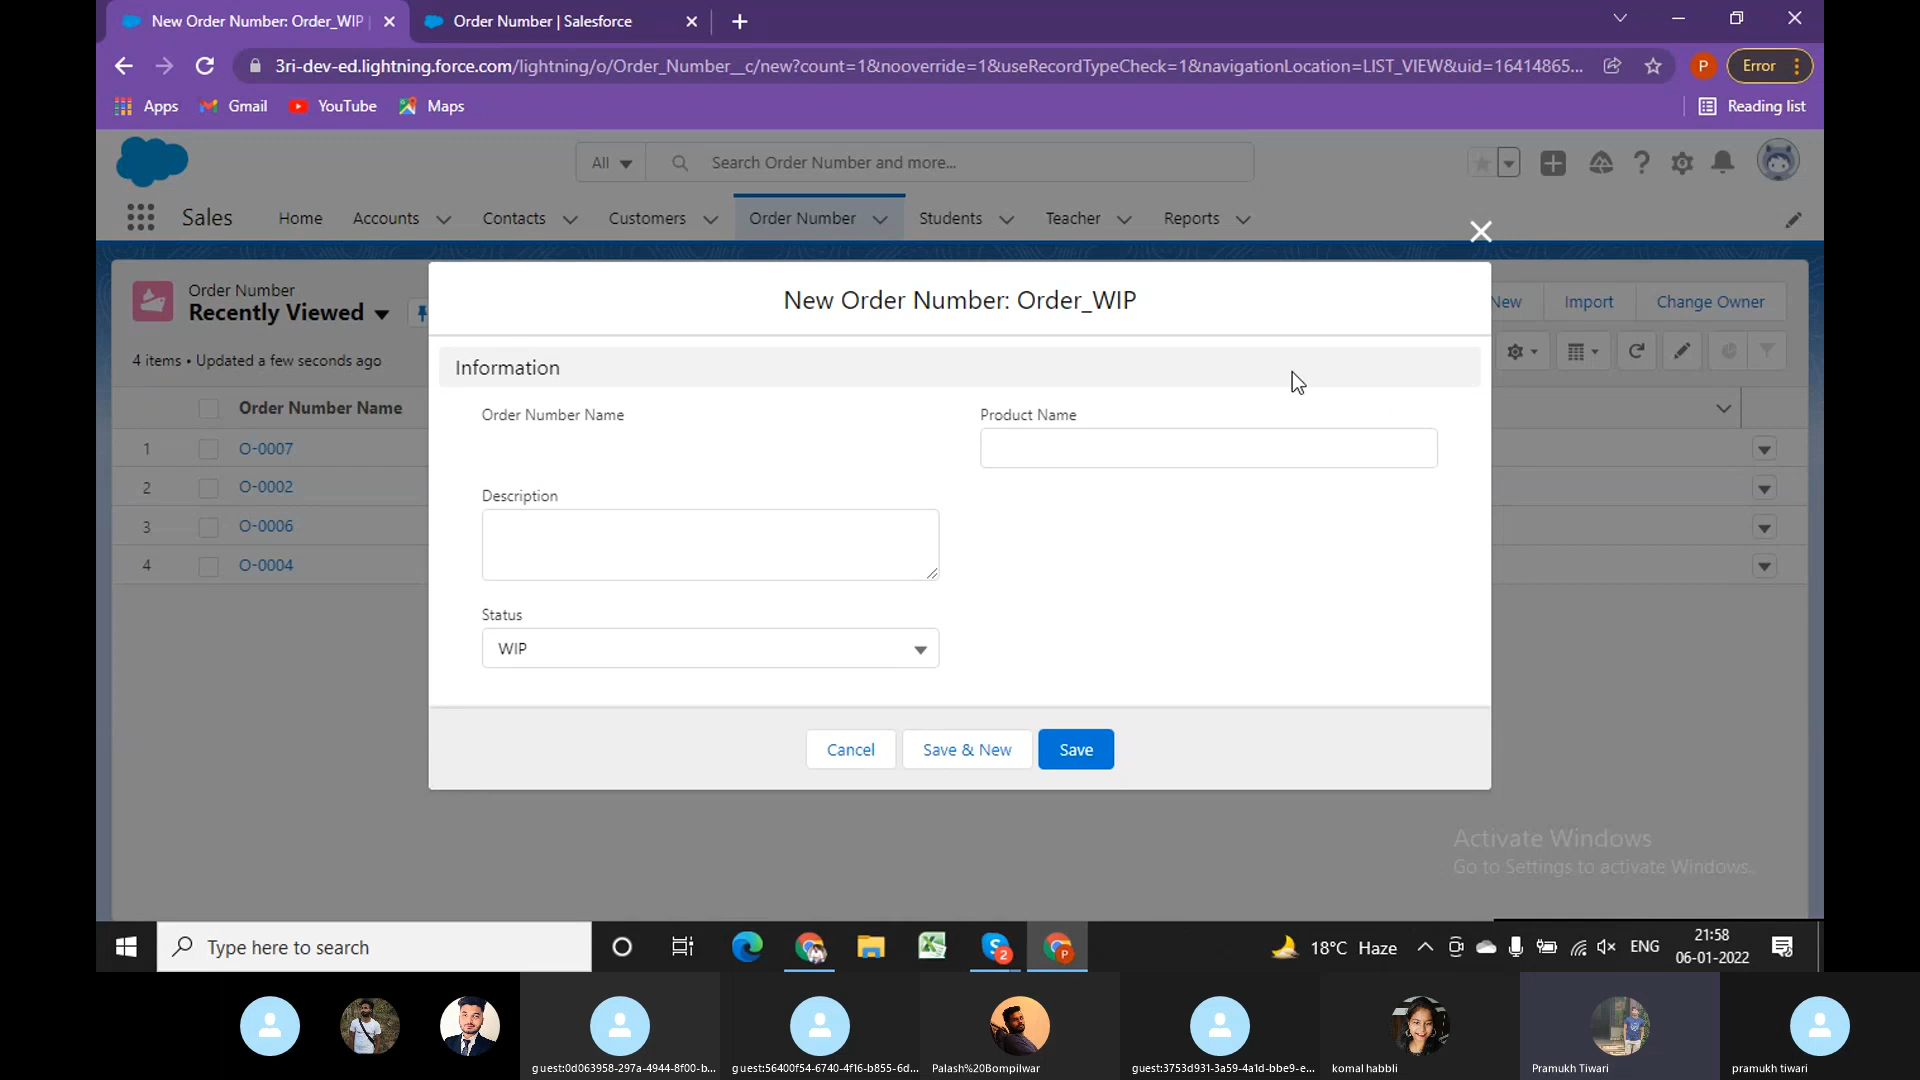 New Order Number: Order_WIP
Order Number | Salesforce
3ri-dev-ed.lightning.force.com/lightning/o/Order_Number__c/new?count=1&nooverride=1&useRecordTypeCheck=1&navigationLocation=LIST_VIEW&uid=16414865...
P
Error
Apps
Gmail
YouTube
Maps
Reading list
All
Search Order Number and more...
Sales
Home
Accounts
Contacts
Customers
Order Number
Students
Teacher
Reports
Order Number
Recently Viewed
New
Import
Change Owner
4 items • Updated a few seconds ago
Order Number Name
1 O-0007
2 O-0002
3 O-0006
4 O-0004
New Order Number: Order_WIP
Information
Order Number Name
Product Name
Description
Status
WIP
Cancel
Save & New
Save
Activate Windows
Go to Settings to activate Windows.
Type here to search
2
P
18°C Haze
ENG
21:58
06-01-2022
guest:0d063958-297a-4944-8f00-b...
guest:56400f54-6740-4f16-b855-6d...
Palash%20Bompilwar
guest:3753d931-3a59-4a1d-bbe9-e...
komal habbli
Pramukh Tiwari
pramukh tiwari